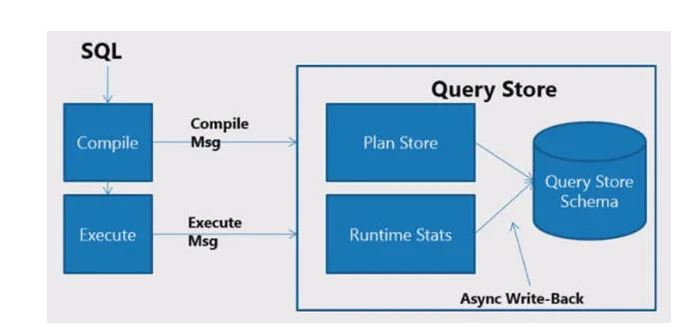 SQL
Query Store
Compile
Compile
Msg
Plan Store
Query Store
Schema
Execute
Execute
Msg
Runtime Stats
Async Write-Back